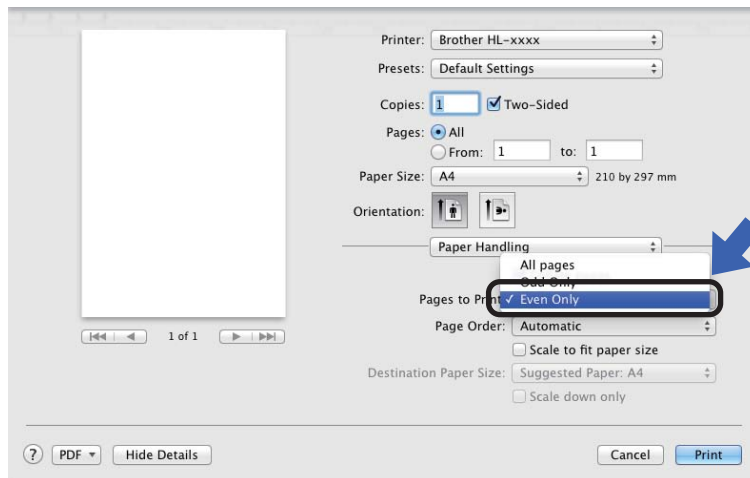 Printer: Brother HL-xxxx
Presets: Default Settings
Copies: 1 Two-Sided
Pages: All
From: 1 to: 1
Paper Size: A4 210 by 297 mm
Orientation:
Paper Handling
All pages
Odd Only
Pages to Print ✓ Even Only
Page Order: Automatic
1 of 1
Scale to fit paper size
Destination Paper Size: Suggested Paper: A4
Scale down only
? PDF Hide Details Cancel Print